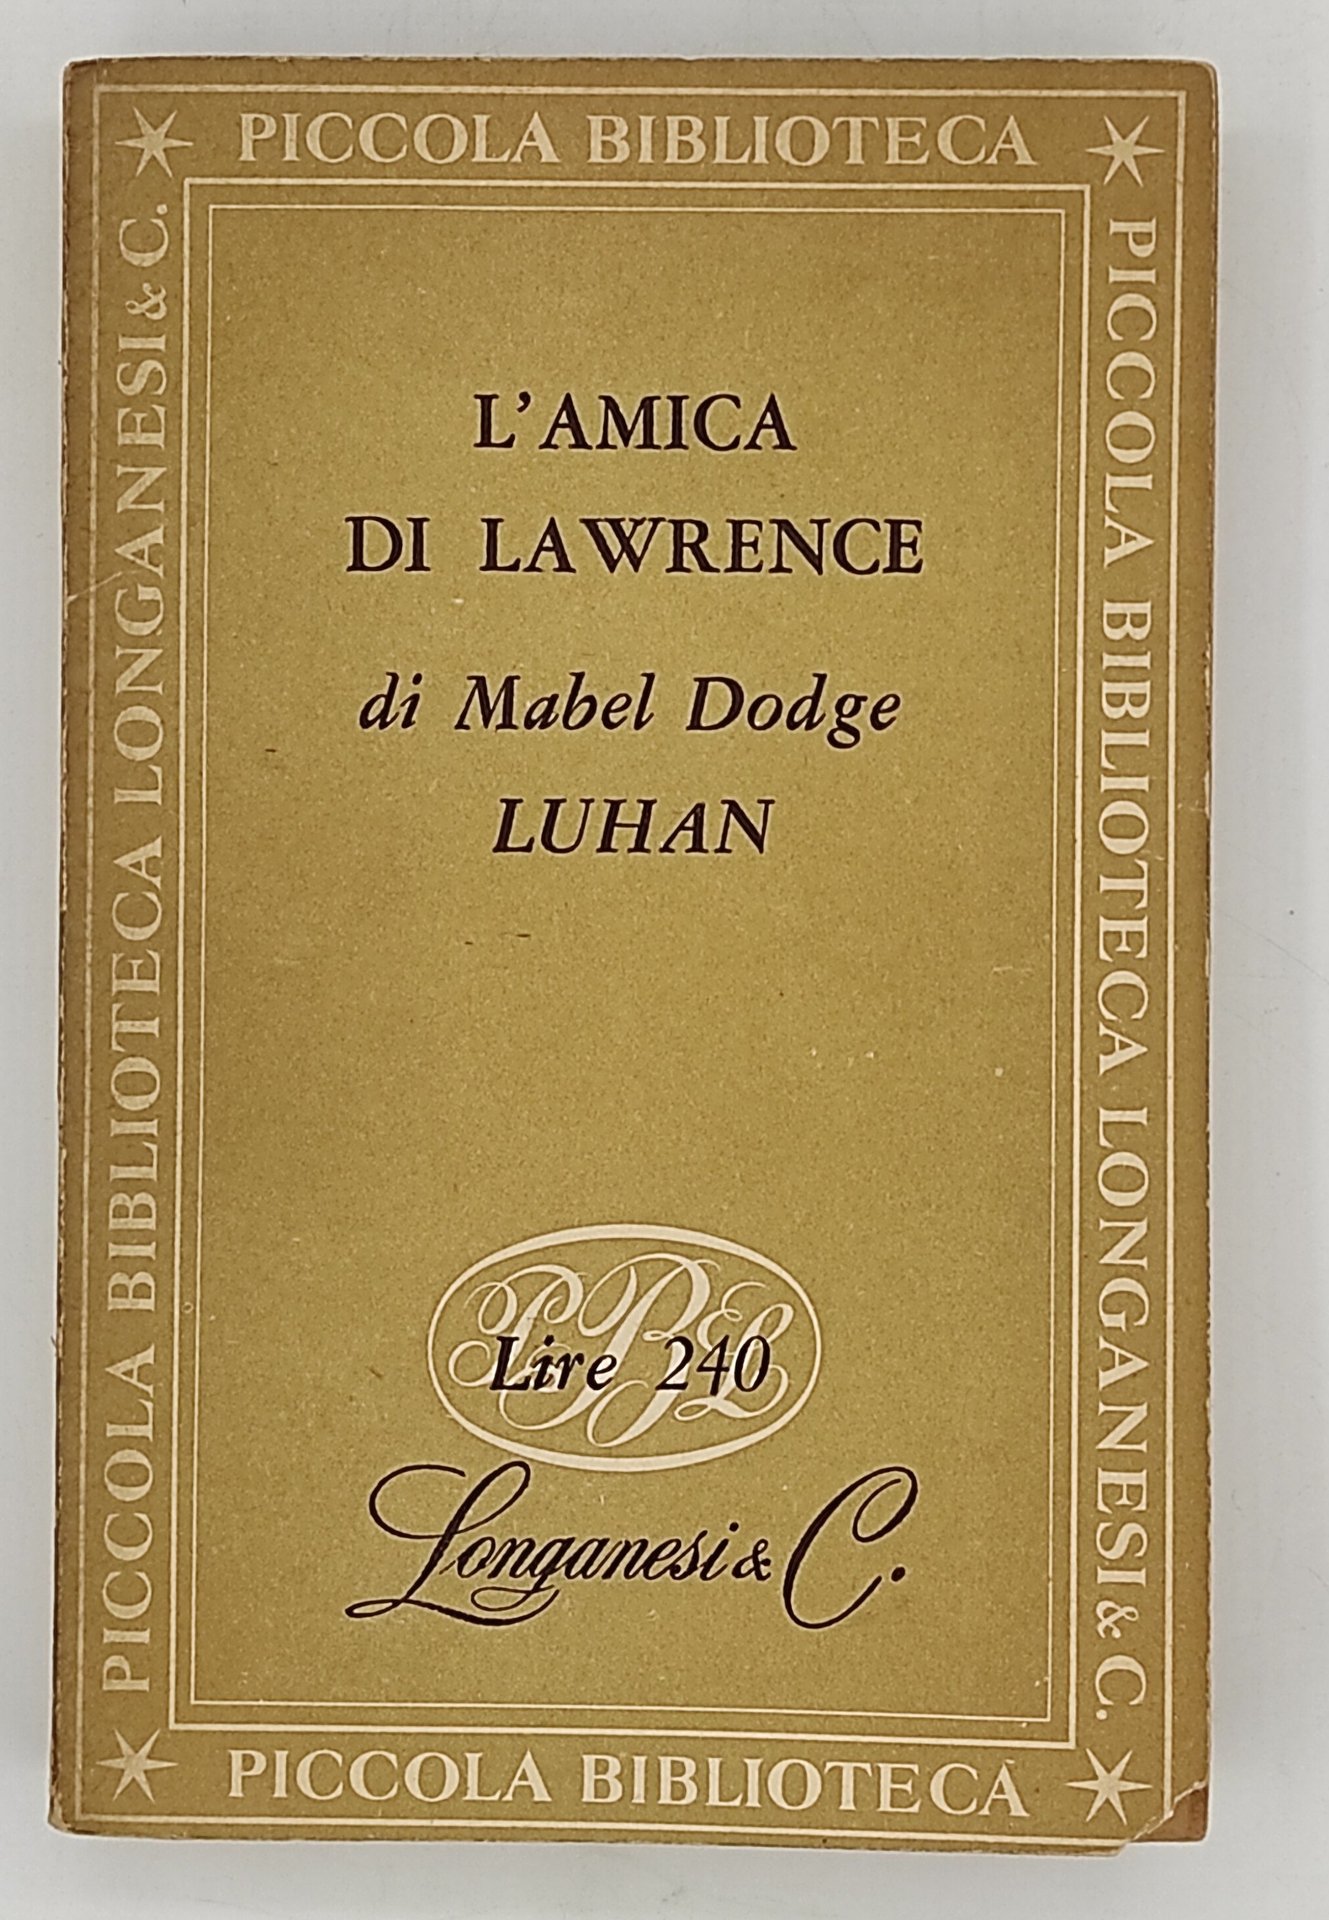 PICCOLA BIBLIOTECA
PICCOLA BIBLIOTECA LONGANESI & C.
PICCOLA BIBLIOTECA LONGANESI & C.
L'AMICA
DI LAWRENCE
di Mabel Dodge
LUHAN
PBL
Lire 240
Longanesi & C.
PICCOLA BIBLIOTECA